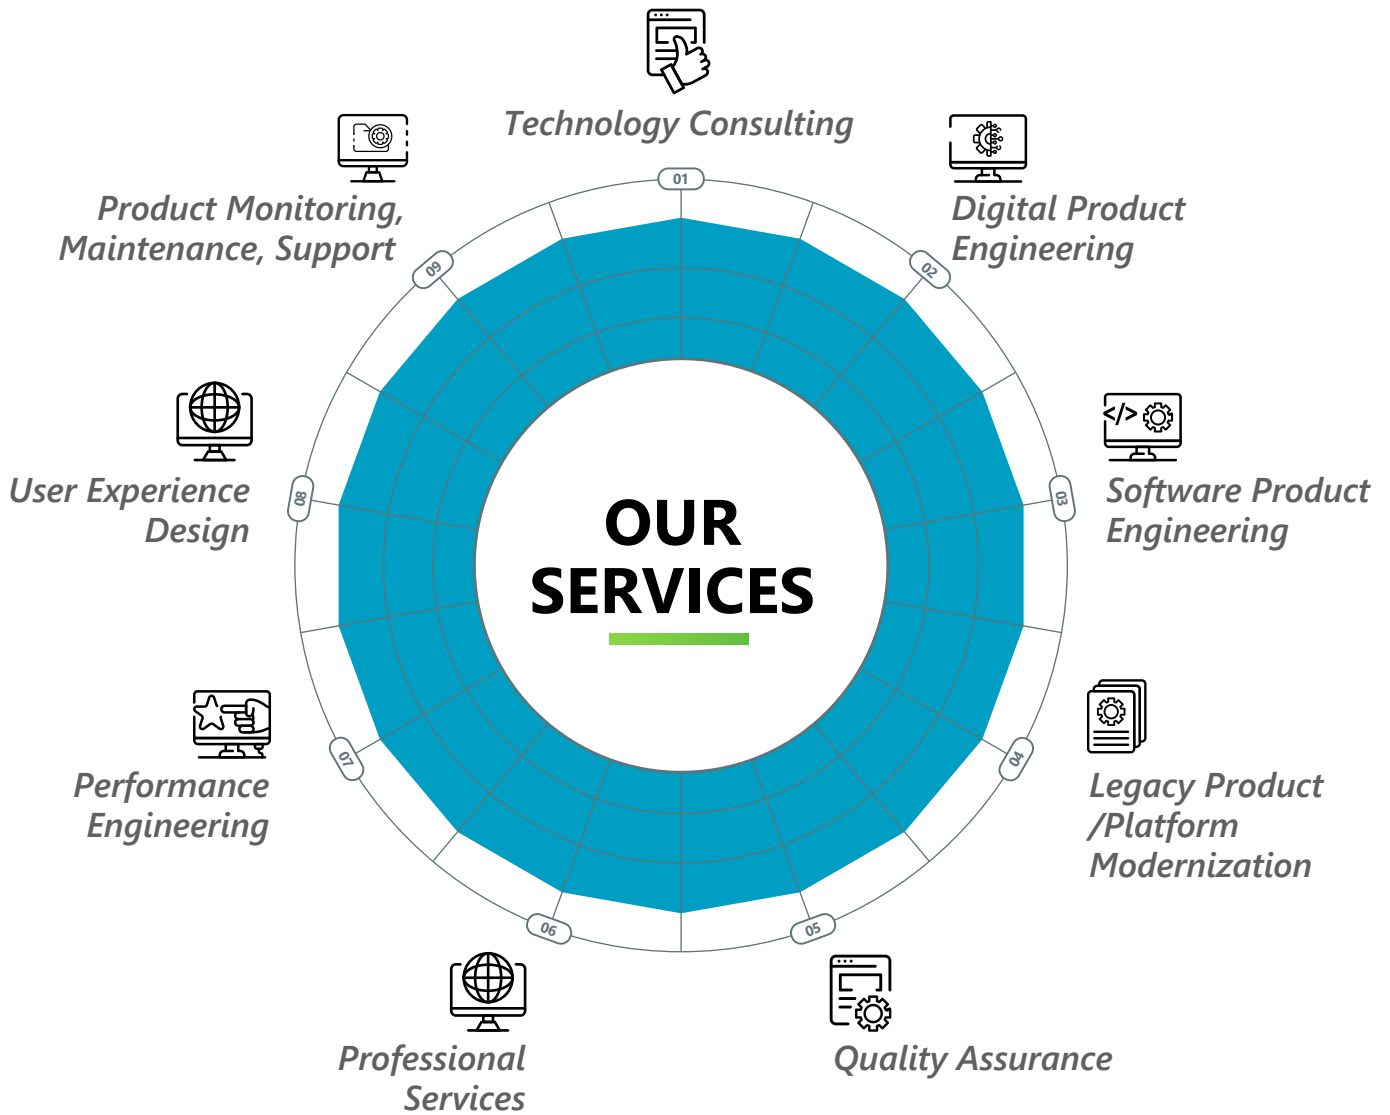 Technology Consulting
01
Digital Product
Engineering
02
</>
Software Product
Engineering
03
Legacy Product
/Platform
Modernization
04
Quality Assurance
05
Professional
Services
06
Performance
Engineering
07
User Experience
Design
08
Product Monitoring,
Maintenance, Support
09
OUR
SERVICES